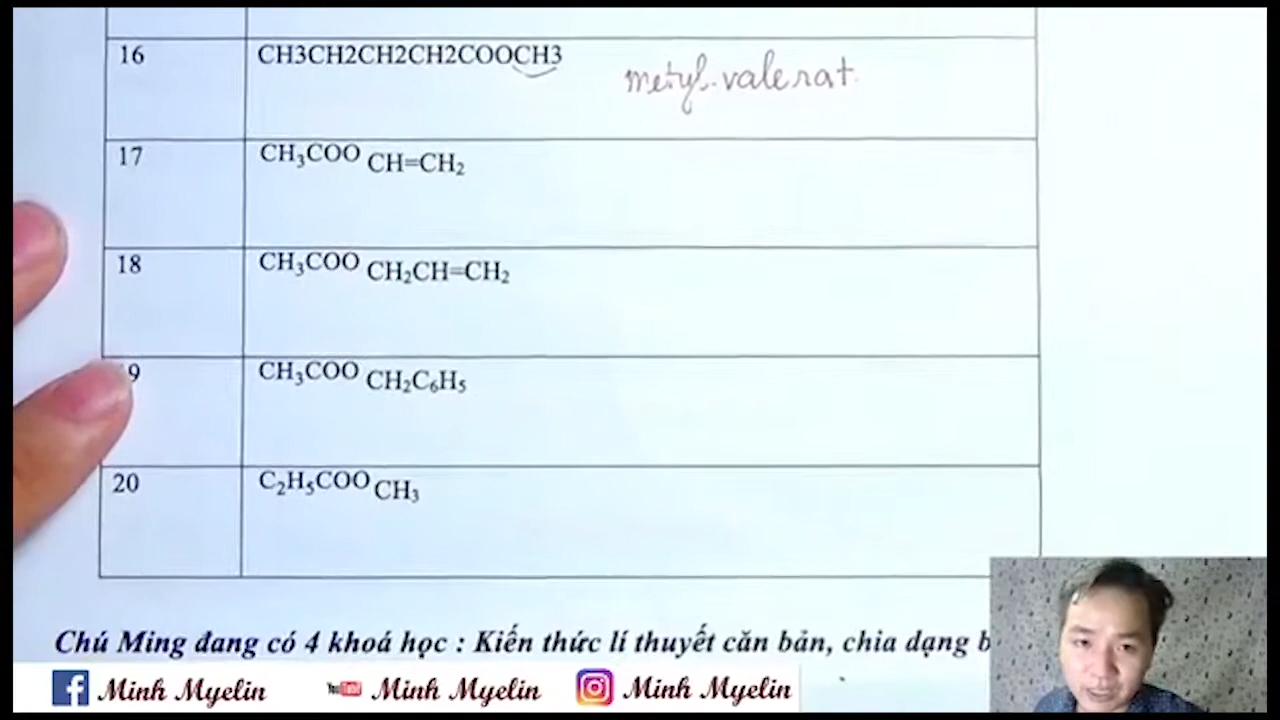 16 CH3CH2CH2CH2COOCH3 metyl valerat
17 CH₃COO CH=CH₂
18 CH₃COO CH₂CH=CH₂
9 CH₃COO CH₂C₆H₅
20 C₂H₅COO CH₃
Chú Ming đang có 4 khoá học : Kiến thức lí thuyết căn bản, chia dạng b
f Minh Myelin YouTube Minh Myelin Minh Myelin